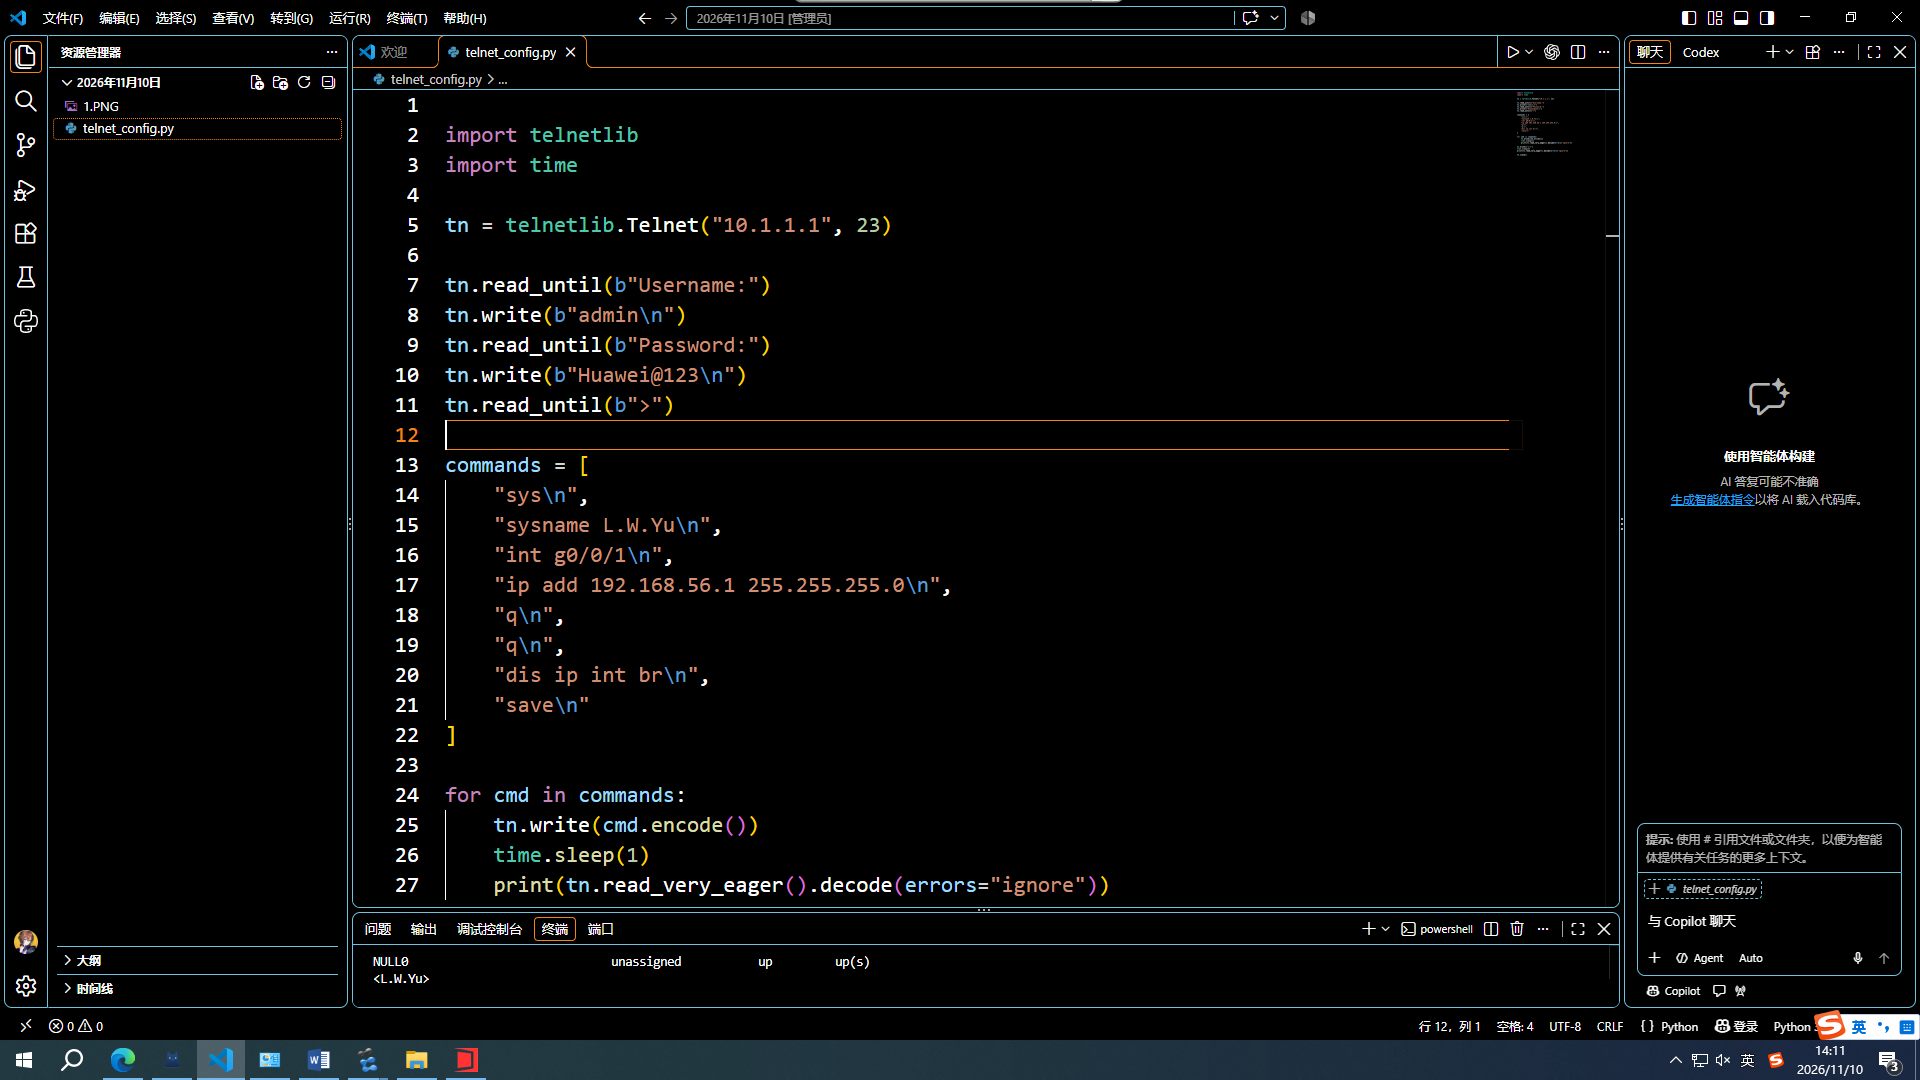 文件(F) 编辑(E) 选择(S) 查看(V) 转到(G) 运行(R) 终端(T) 帮助(H)
2026年11月10日 [管理员]
资源管理器
2026年11月10日
1.PNG
telnet_config.py
大纲
时间线
欢迎
telnet_config.py
telnet_config.py > ...
1
2 import telnetlib
3 import time
4
5 tn = telnetlib.Telnet("10.1.1.1", 23)
6
7 tn.read_until(b"Username:")
8 tn.write(b"admin\n")
9 tn.read_until(b"Password:")
10 tn.write(b"Huawei@123\n")
11 tn.read_until(b">")
12
13 commands = [
14     "sys\n",
15     "sysname L.W.Yu\n",
16     "int g0/0/1\n",
17     "ip add 192.168.56.1 255.255.255.0\n",
18     "q\n",
19     "q\n",
20     "dis ip int br\n",
21     "save\n"
22 ]
23
24 for cmd in commands:
25     tn.write(cmd.encode())
26     time.sleep(1)
27     print(tn.read_very_eager().decode(errors="ignore"))
问题 输出 调试控制台 终端 端口
powershell
NULL0 unassigned up up(s)
<L.W.Yu>
聊天 Codex
使用智能体构建
AI 答复可能不准确
生成智能体指令以将 AI 载入代码库。
提示: 使用 # 引用文件或文件夹，以便为智能
体提供有关任务的更多上下文。
telnet_config.py
与 Copilot 聊天
Agent Auto
Copilot
0 0
行 12，列 1 空格: 4 UTF-8 CRLF { } Python 登录 Python
英
英
14:11
2026/11/10
3